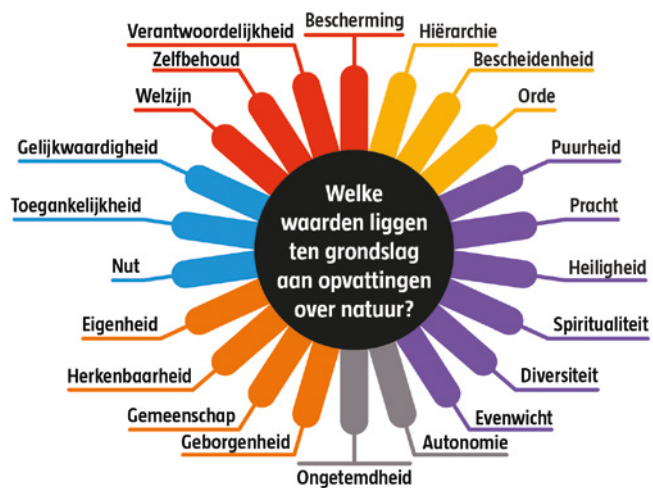 Bescherming
Hiërarchie
Bescheidenheid
Orde
Puurheid
Pracht
Heiligheid
Spiritualiteit
Diversiteit
Evenwicht
Autonomie
Ongetemdheid
Geborgenheid
Gemeenschap
Herkenbaarheid
Eigenheid
Nut
Toegankelijkheid
Gelijkwaardigheid
Welzijn
Zelfbehoud
Verantwoordelijkheid
Welke
waarden liggen
ten grondslag
aan opvattingen
over natuur?